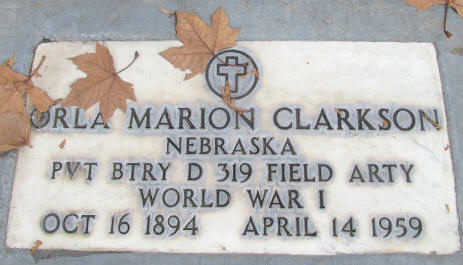 ORLA MARION CLARKSON
NEBRASKA
PVT BTRY D 319 FIELD ARTY
WORLD WAR I
OCT 16 1894 APRIL 14 1959